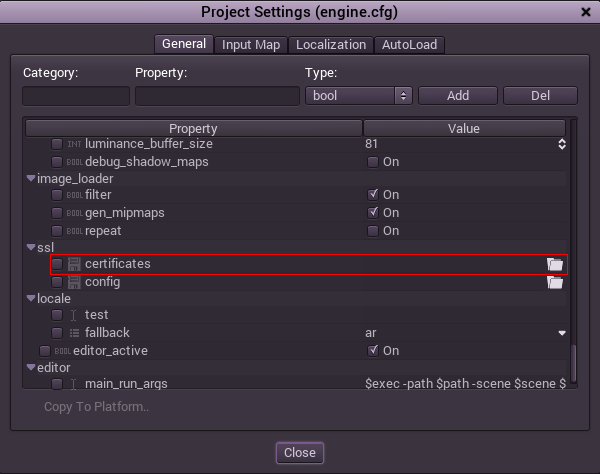 Project Settings (engine.cfg)
General Input Map Localization AutoLoad
Category: Property: Type:
bool Add Del
Property Value
INT luminance_buffer_size 81
BOOL debug_shadow_maps On
image_loader
BOOL filter On
BOOL gen_mipmaps On
BOOL repeat On
ssl
certificates
config
locale
test
fallback ar
BOOL editor_active On
editor
main_run_args $exec -path $path -scene $scene $
Copy To Platform..
Close